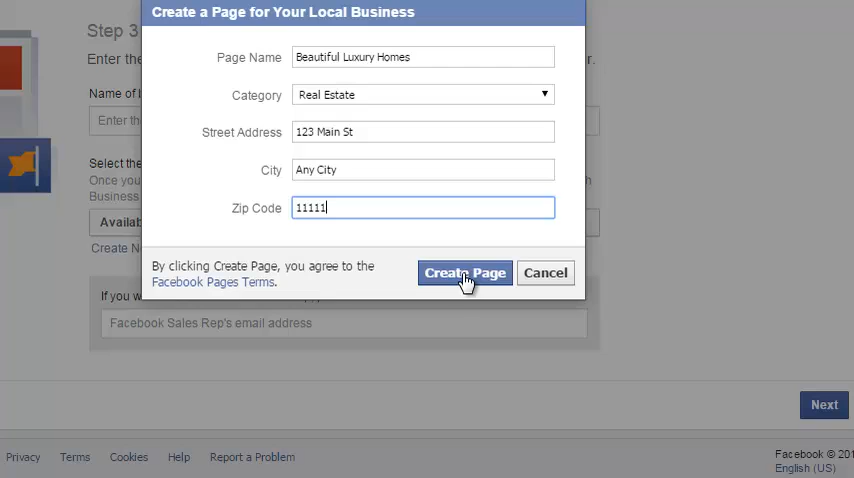 Create a Page for Your Local Business
Step 3
Enter the
r.
Page Name Beautiful Luxury Homes
Name of
Category Real Estate
Enter th
Street Address 123 Main St
City Any City
Select the
Once you
Business
Zip Code 11111
Availab
Create N
By clicking Create Page, you agree to the
Facebook Pages Terms.
Create Page Cancel
If you w
Facebook Sales Rep's email address
Next
Privacy Terms Cookies Help Report a Problem
Facebook © 201
English (US)